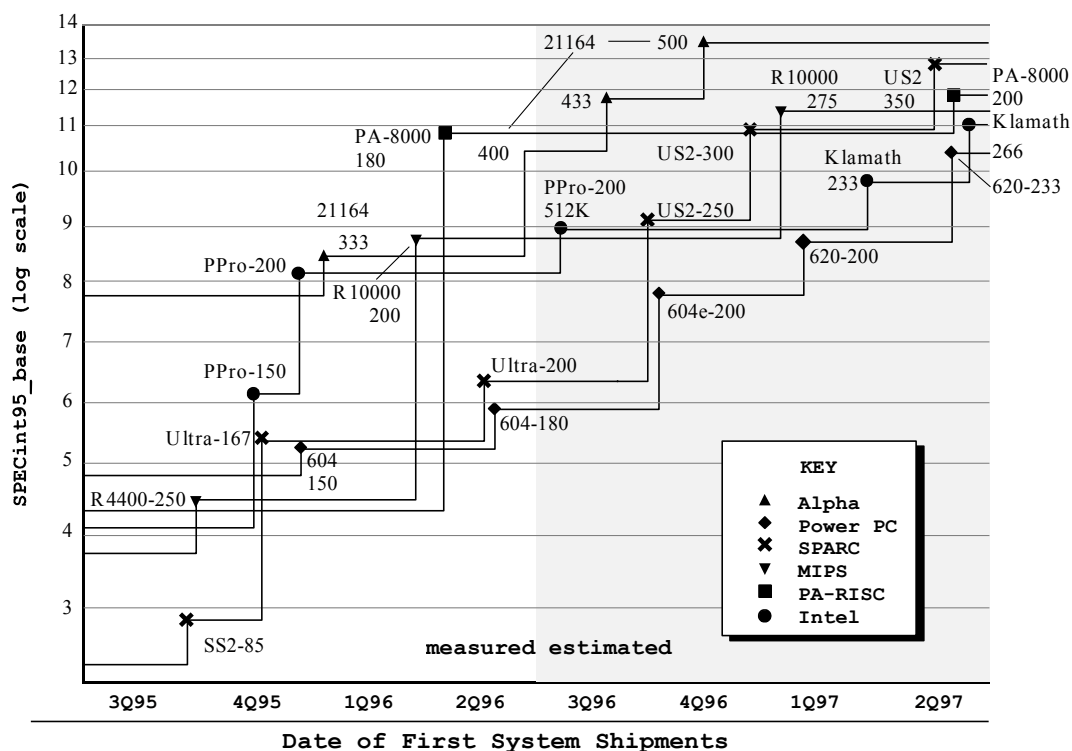 SPECint95_base (log scale)
14
13
12
11
10
9
8
7
6
5
4
3
21164
500
433
R10000
275
US2
350
PA-8000
200
Klamath
266
620-233
PA-8000
180
400
US2-300
Klamath
233
PPro-200
512K
US2-250
21164
333
PPro-200
R10000
200
620-200
604e-200
PPro-150
Ultra-200
Ultra-167
604-180
604
150
R4400-250
SS2-85
KEY
Alpha
Power PC
SPARC
MIPS
PA-RISC
Intel
measured estimated
3Q95 4Q95 1Q96 2Q96 3Q96 4Q96 1Q97 2Q97
Date of First System Shipments